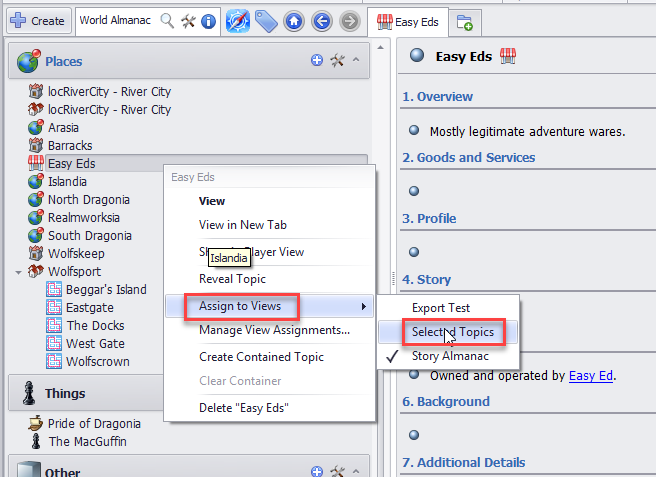 Create
World Almanac
Easy Eds
Places
locRiverCity - River City
locRiverCity - River City
Arasia
Barracks
Easy Eds
Islandia
North Dragonia
Realmworksia
South Dragonia
Wolfskeep
Wolfsport
Beggar's Island
Eastgate
The Docks
West Gate
Wolfscrown
Things
Pride of Dragonia
The MacGuffin
Other
Easy Eds
View
View in New Tab
Player View
Islandia
Reveal Topic
Assign to Views
Manage View Assignments...
Create Contained Topic
Clear Container
Delete "Easy Eds"
Export Test
Selected Topics
Story Almanac
Easy Eds
1. Overview
Mostly legitimate adventure wares.
2. Goods and Services
3. Profile
4. Story
Owned and operated by Easy Ed.
6. Background
7. Additional Details